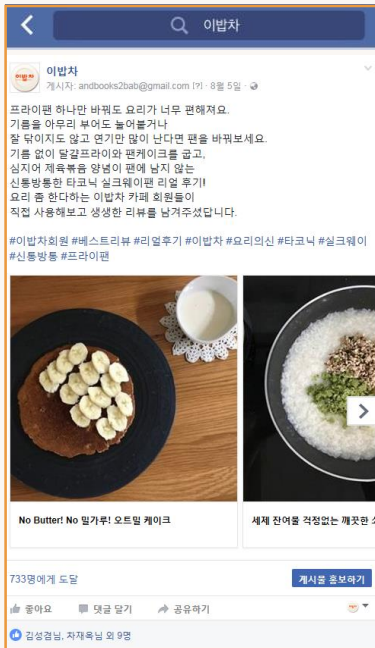 이밥차
이밥차
게시자: andbooks2bab@gmail.com [?] · 8월 5일 ·
프라이팬 하나만 바꿔도 요리가 너무 편해져요.
기름을 아무리 부어도 눌어붙거나
잘 닦이지도 않고 연기만 많이 난다면 팬을 바꿔보세요.
기름 없이 달걀프라이와 팬케이크를 굽고,
심지어 제육볶음 양념이 팬에 남지 않는
신통방통한 타코닉 실크웨이팬 리얼 후기!
요리 좀 한다하는 이밥차 카페 회원들이
직접 사용해보고 생생한 리뷰를 남겨주셨답니다.
#이밥차회원 #베스트리뷰 #리얼후기 #이밥차 #요리의신 #타코닉 #실크웨이
#신통방통 #프라이팬
No Butter! No 밀가루! 오트밀 케이크
세제 잔여물 걱정없는 깨끗한
733명에게 도달
게시물 홍보하기
좋아요
댓글 달기
공유하기
김성겸님, 자재옥님 외 9명